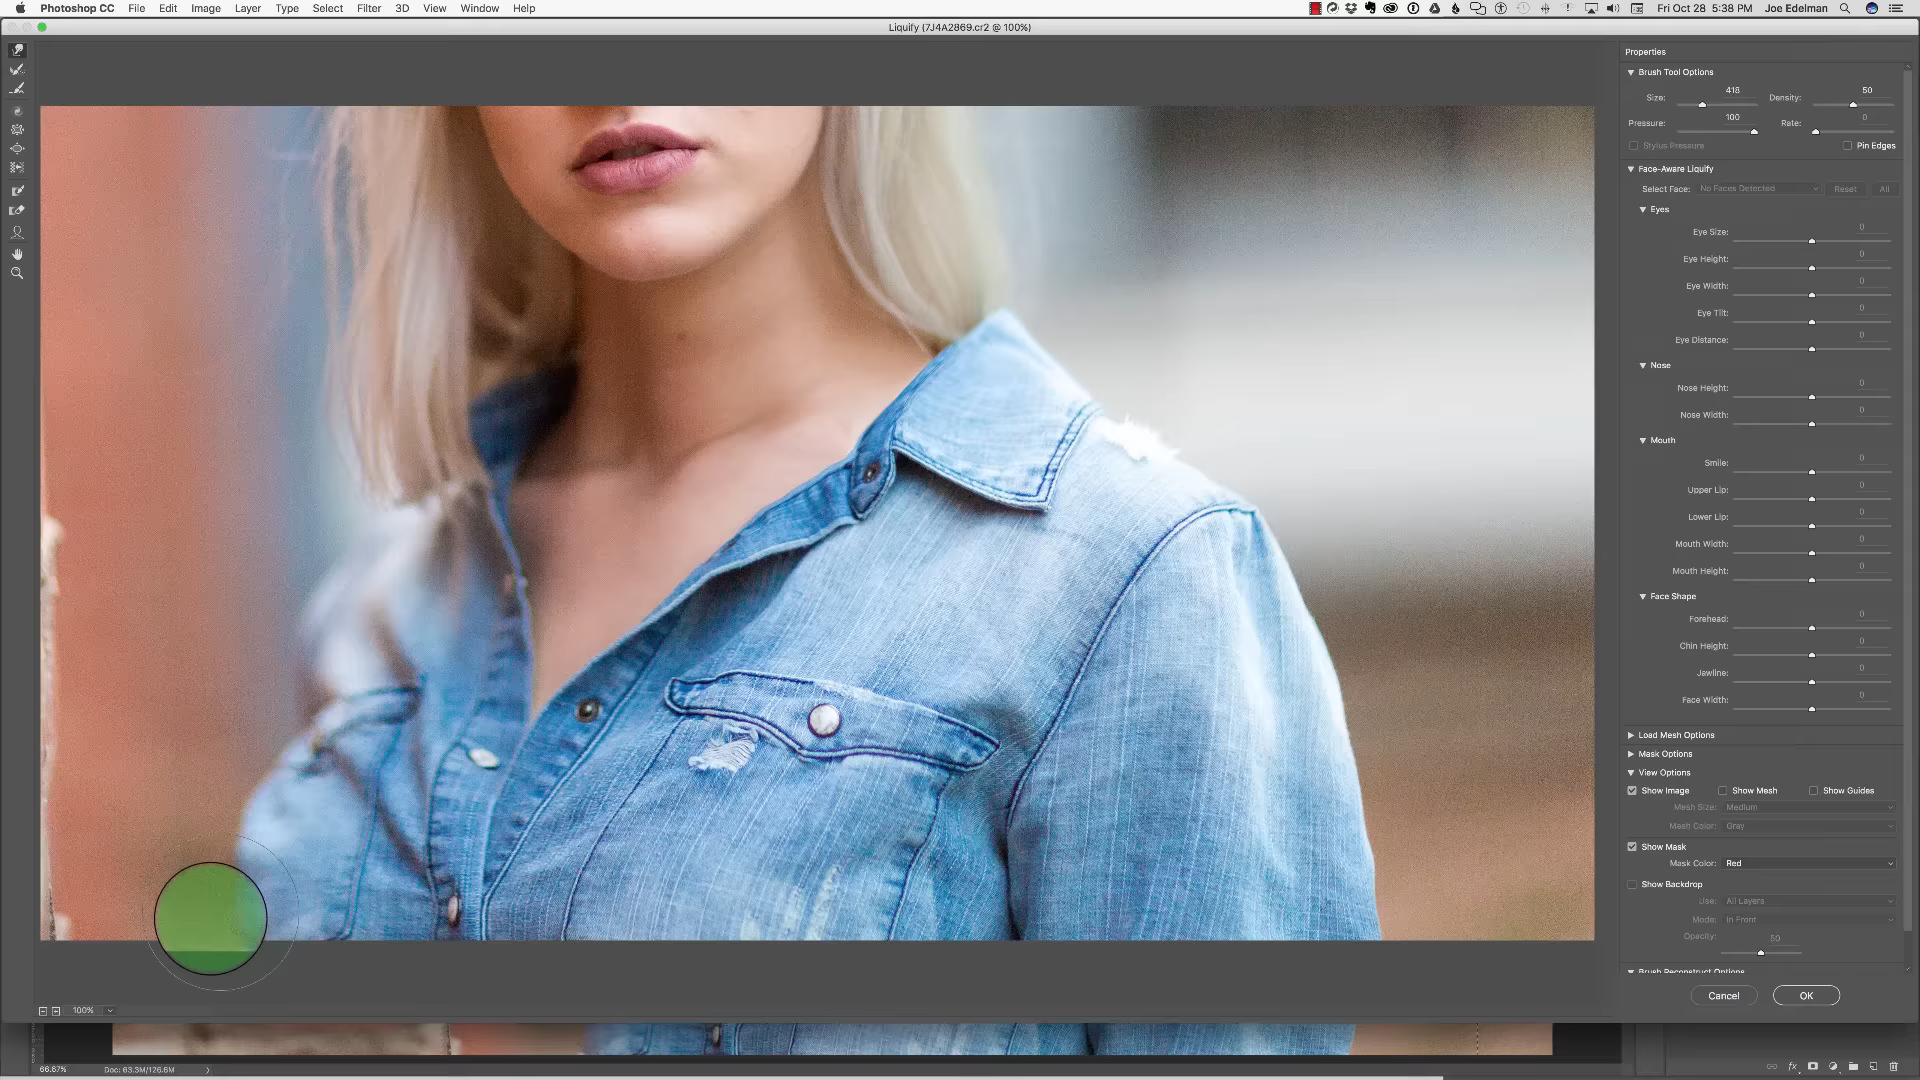 Photoshop CC File Edit Image Layer Type Select Filter 3D View Window Help Fri Oct 28 5:38 PM Joe Edelman
Liquify (7J4A2869.cr2 @ 100%)
Properties
Brush Tool Options
Size: 418 Density: 50
Pressure: 100 Rate: 0
Stylus Pressure Pin Edges
Face-Aware Liquify
Select Face: No Faces Detected Reset All
Eyes
Eye Size: 0
Eye Height: 0
Eye Width: 0
Eye Tilt: 0
Eye Distance: 0
Nose
Nose Height: 0
Nose Width: 0
Mouth
Smile: 0
Upper Lip: 0
Lower Lip: 0
Mouth Width: 0
Mouth Height: 0
Face Shape
Forehead: 0
Chin Height: 0
Jawline: 0
Face Width: 0
Load Mesh Options
Mask Options
View Options
Show Image Show Mesh Show Guides
Mesh Size: Medium
Mesh Color: Gray
Show Mask
Mask Color: Red
Show Backdrop
Use: All Layers
Mode: In Front
Opacity: 50
Brush Reconstruct Options
Cancel OK
100%
66.67% Doc: 63.3M/126.6M
fx